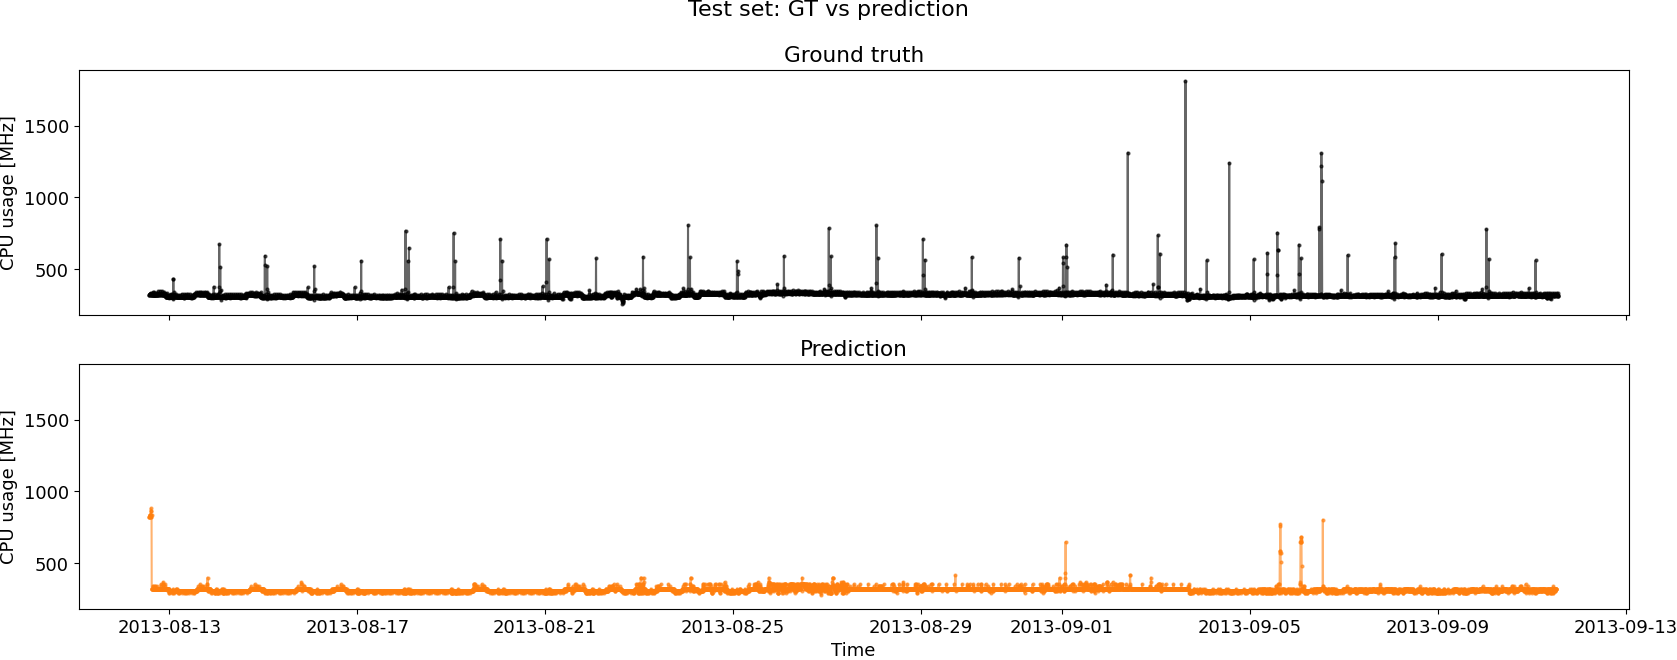 Test set: GT vs prediction
Ground truth
CPU usage [MHz]
1500
1000
500
Prediction
CPU usage [MHz]
1500
1000
500
2013-08-13 2013-08-17 2013-08-21 2013-08-25 2013-08-29 2013-09-01 2013-09-05 2013-09-09 2013-09-13
Time